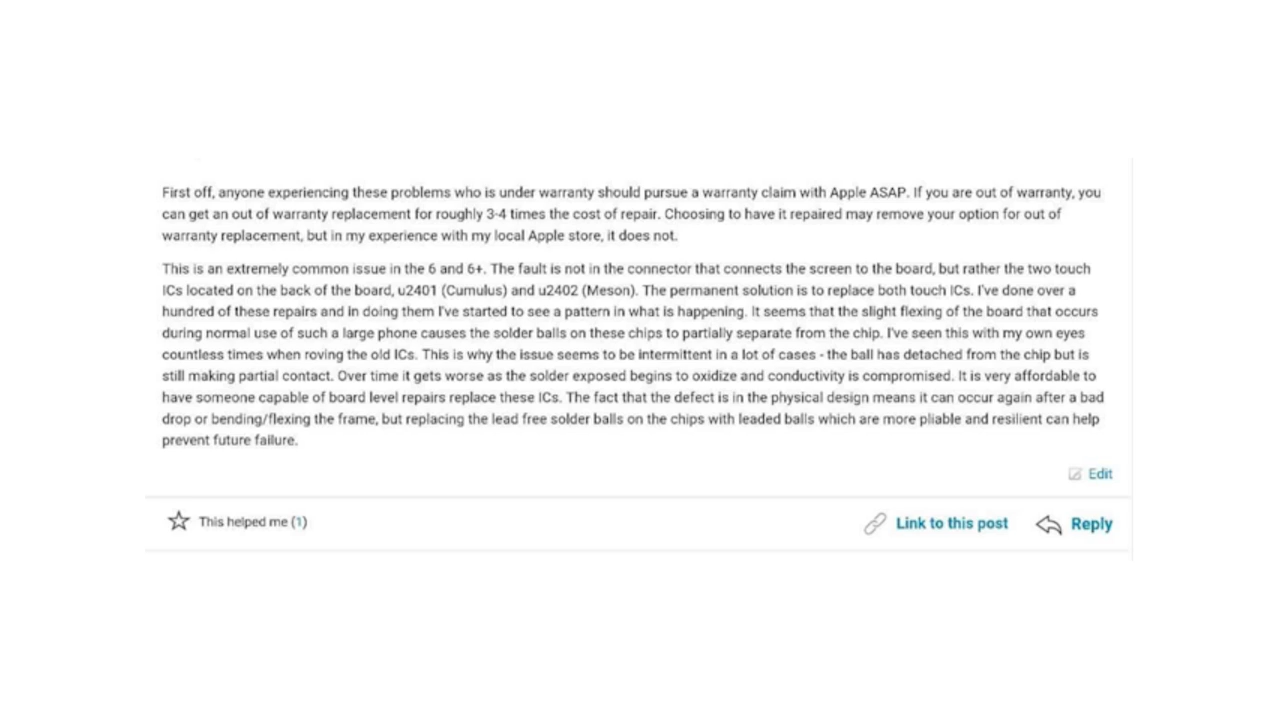 First off, anyone experiencing these problems who is under warranty should pursue a warranty claim with Apple ASAP. If you are out of warranty, you
can get an out of warranty replacement for roughly 3-4 times the cost of repair. Choosing to have it repaired may remove your option for out of
warranty replacement, but in my experience with my local Apple store, it does not.
This is an extremely common issue in the 6 and 6+. The fault is not in the connector that connects the screen to the board, but rather the two touch
ICs located on the back of the board, u2401 (Cumulus) and u2402 (Meson). The permanent solution is to replace both touch ICs. I've done over a
hundred of these repairs and in doing them I've started to see a pattern in what is happening. It seems that the slight flexing of the board that occurs
during normal use of such a large phone causes the solder balls on these chips to partially separate from the chip. I've seen this with my own eyes
countless times when roving the old ICs. This is why the issue seems to be intermittent in a lot of cases - the ball has detached from the chip but is
still making partial contact. Over time it gets worse as the solder exposed begins to oxidize and conductivity is compromised. It is very affordable to
have someone capable of board level repairs replace these ICs. The fact that the defect is in the physical design means it can occur again after a bad
drop or bending/flexing the frame, but replacing the lead free solder balls on the chips with leaded balls which are more pliable and resilient can help
prevent future failure.
Edit
This helped me (1)
Link to this post
Reply